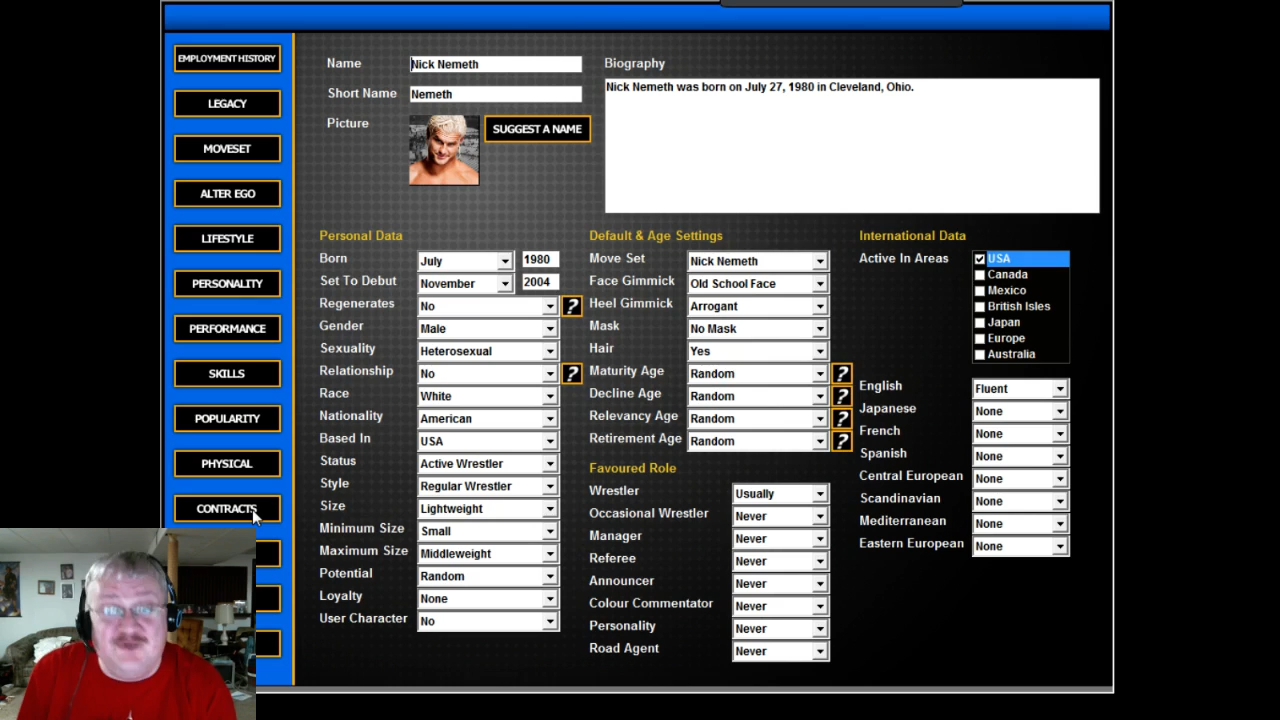 EMPLOYMENT HISTORY
LEGACY
MOVESET
ALTER EGO
LIFESTYLE
PERSONALITY
PERFORMANCE
SKILLS
POPULARITY
PHYSICAL
CONTRACTS
Name Nick Nemeth
Short Name Nemeth
Picture SUGGEST A NAME
Biography
Nick Nemeth was born on July 27, 1980 in Cleveland, Ohio.
Personal Data
Born July 1980
Set To Debut November 2004
Regenerates No ?
Gender Male
Sexuality Heterosexual
Relationship No ?
Race White
Nationality American
Based In USA
Status Active Wrestler
Style Regular Wrestler
Size Lightweight
Minimum Size Small
Maximum Size Middleweight
Potential Random
Loyalty None
User Character No
Default & Age Settings
Move Set Nick Nemeth
Face Gimmick Old School Face
Heel Gimmick Arrogant
Mask No Mask
Hair Yes
Maturity Age Random ?
Decline Age Random ?
Relevancy Age Random ?
Retirement Age Random ?
Favoured Role
Wrestler Usually
Occasional Wrestler Never
Manager Never
Referee Never
Announcer Never
Colour Commentator Never
Personality Never
Road Agent Never
International Data
Active In Areas USA
Canada
Mexico
British Isles
Japan
Europe
Australia
English Fluent
Japanese None
French None
Spanish None
Central European None
Scandinavian None
Mediterranean None
Eastern European None